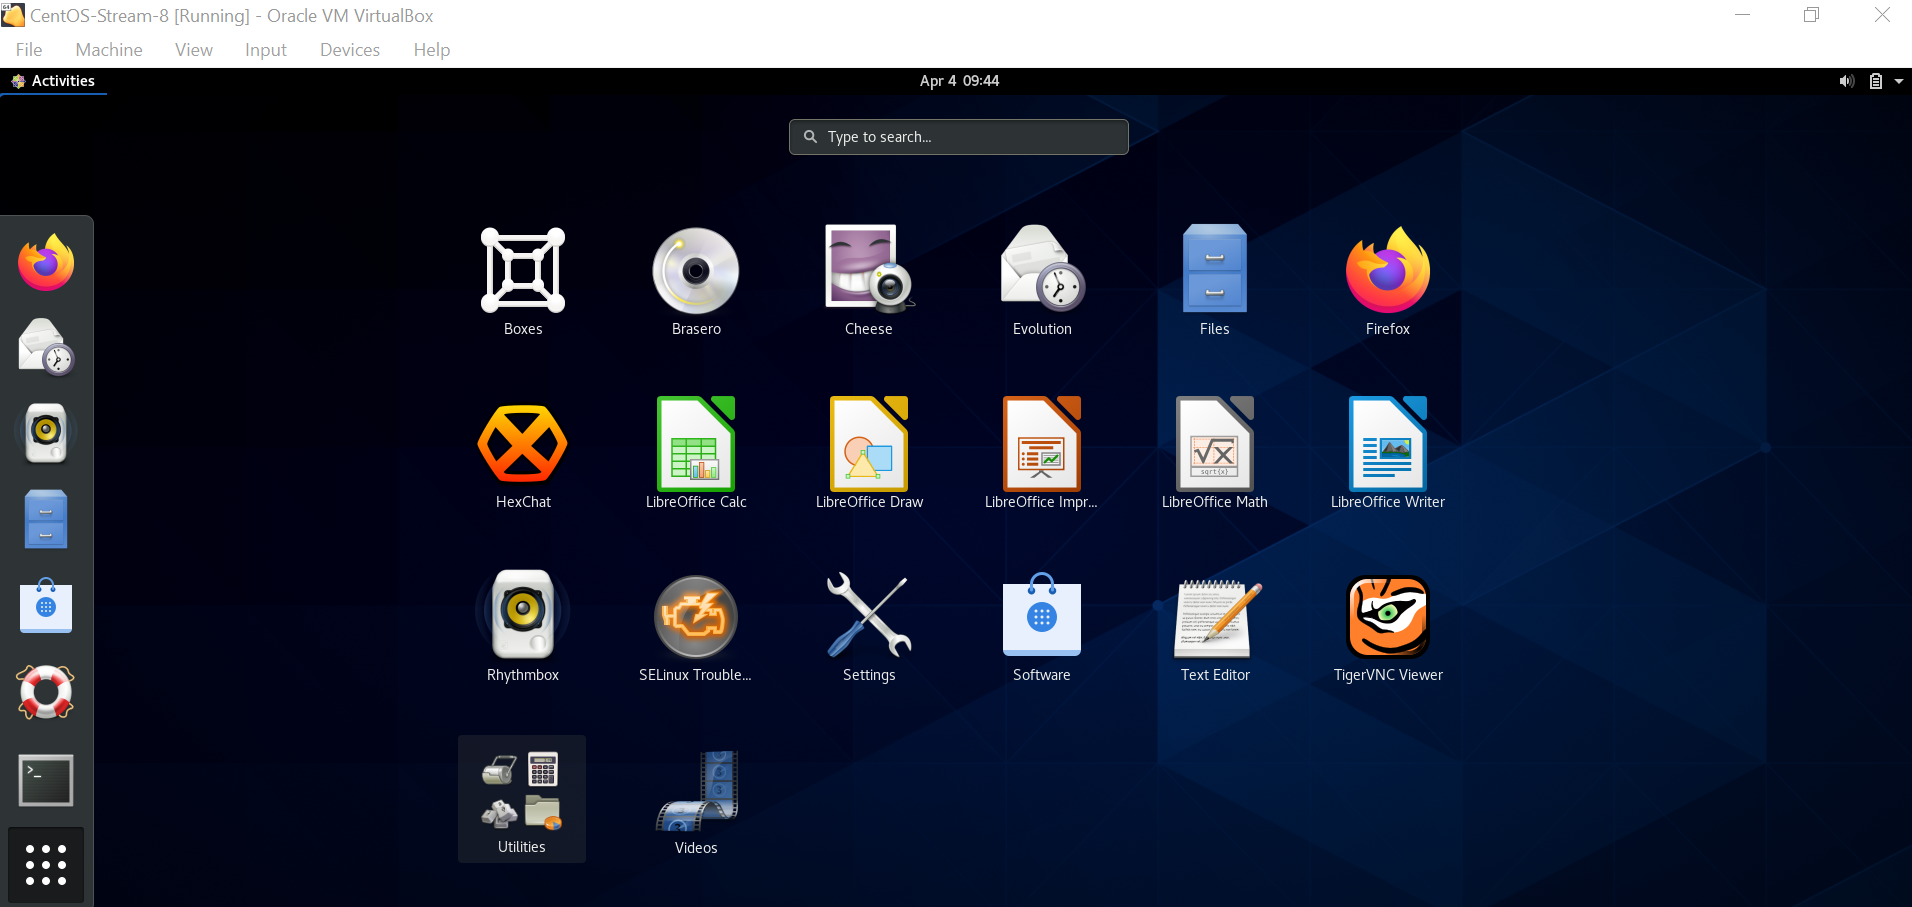 CentOS-Stream-8 [Running] - Oracle VM VirtualBox
File Machine View Input Devices Help
Activities Apr 4 09:44
Type to search...
Boxes Brasero Cheese Evolution Files Firefox
HexChat LibreOffice Calc LibreOffice Draw LibreOffice Impr... LibreOffice Math LibreOffice Writer
Rhythmbox SELinux Trouble... Settings Software Text Editor TigerVNC Viewer
Utilities Videos